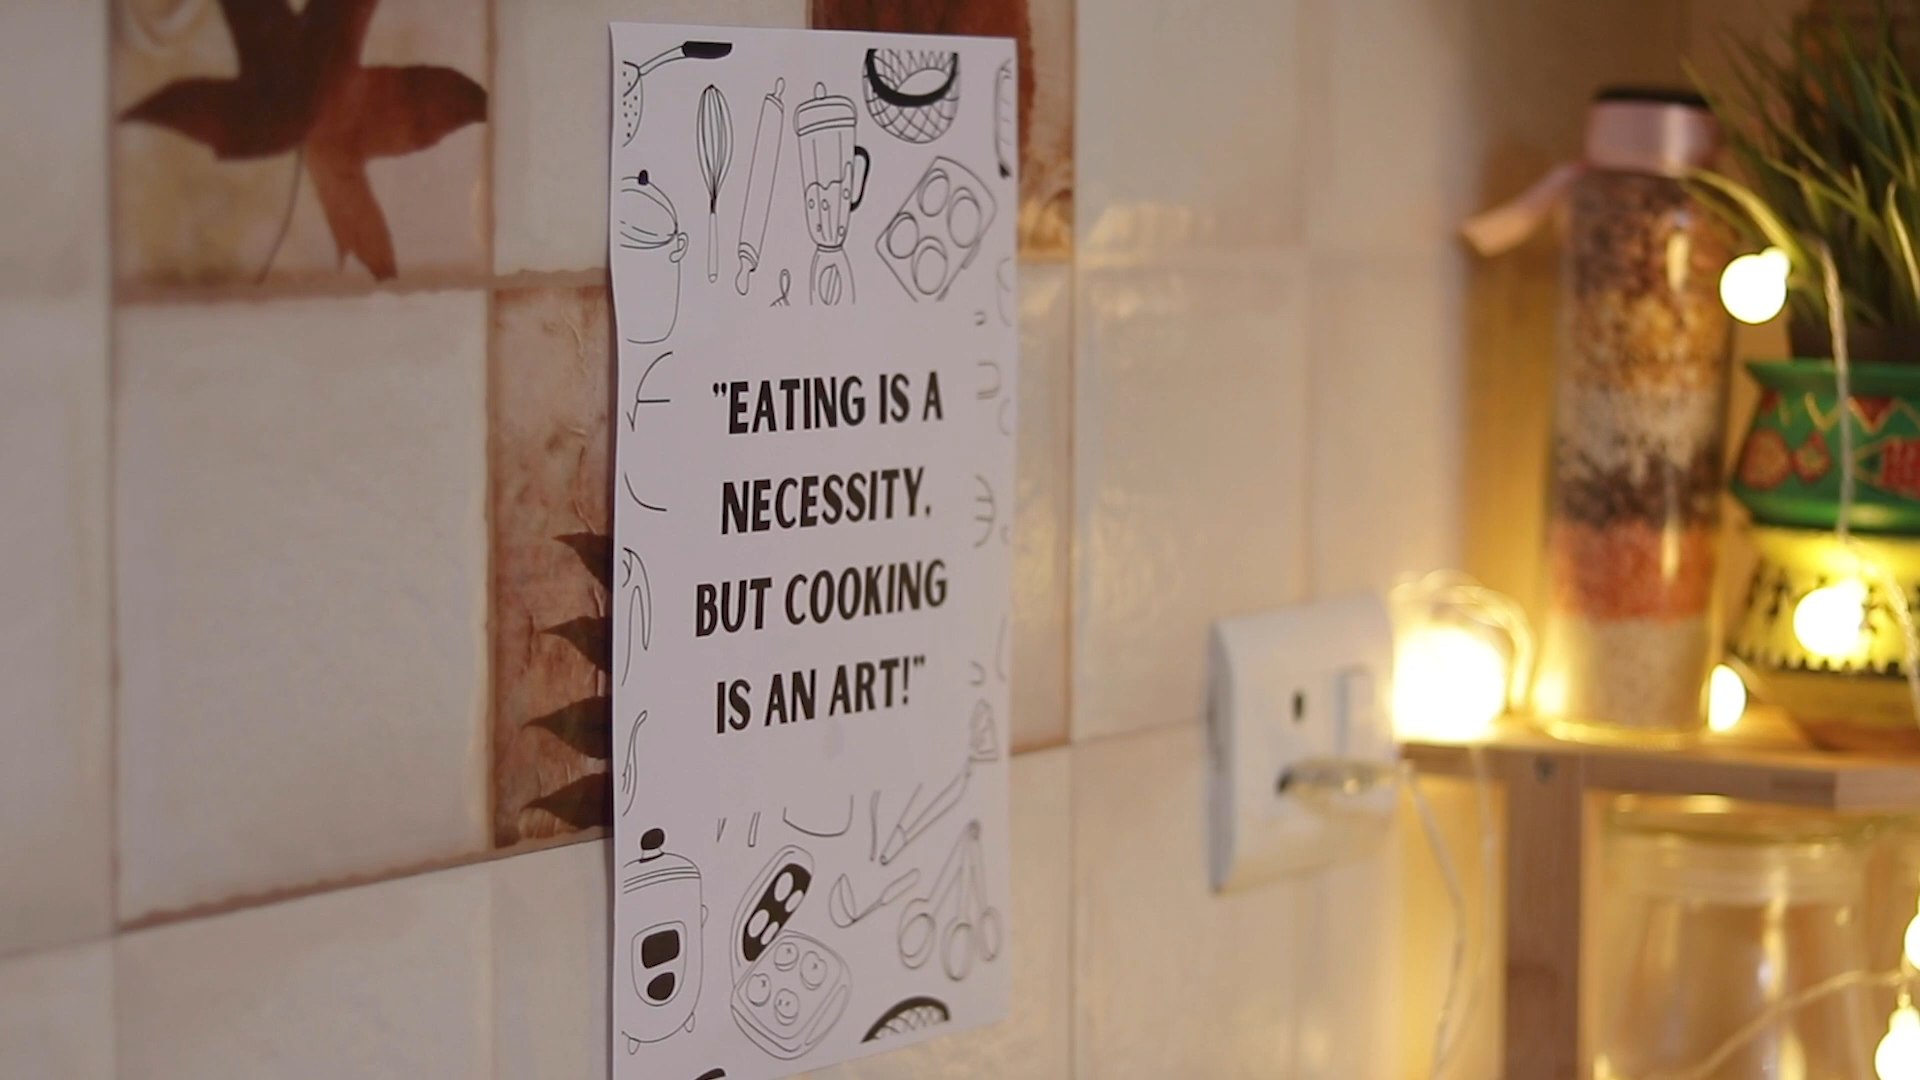 "EATING IS A
NECESSITY.
BUT COOKING
IS AN ART!"